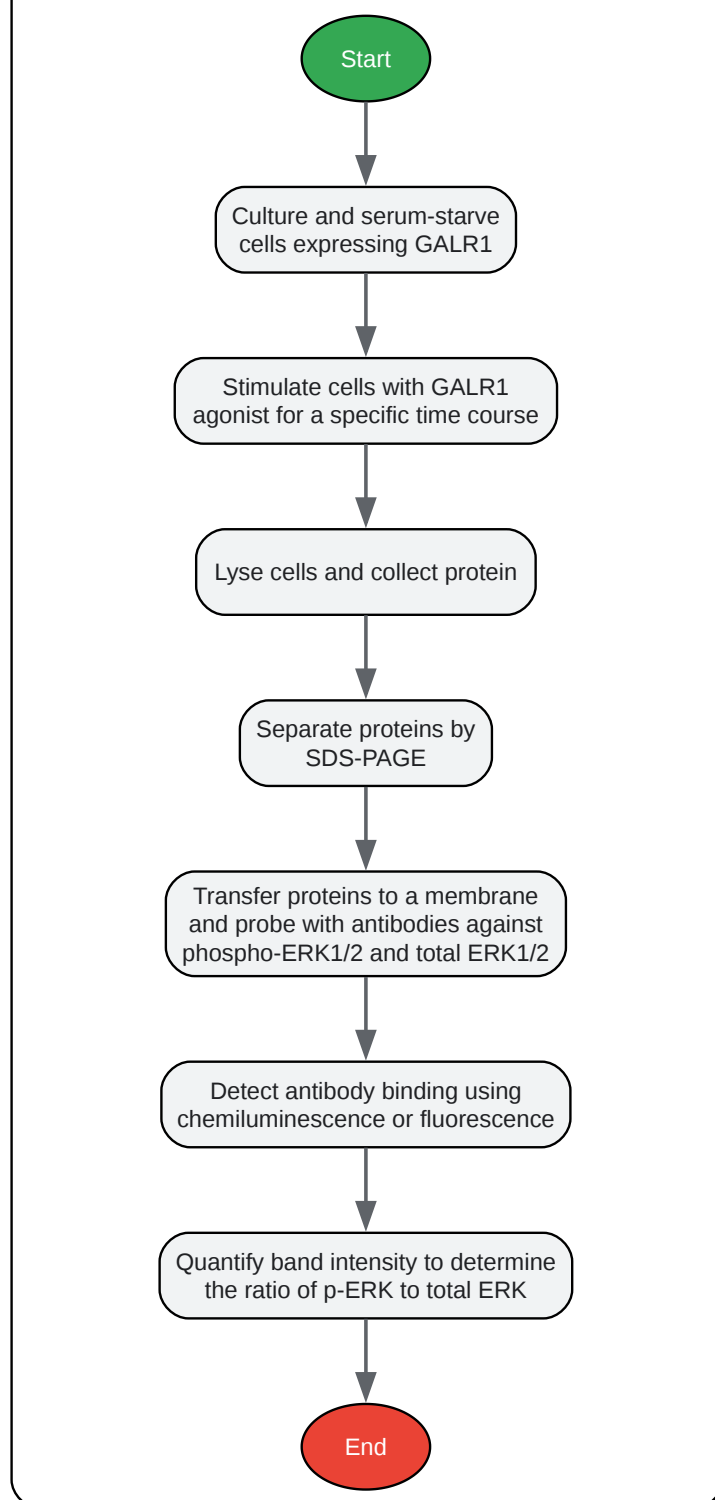 Start
Culture and serum-starve
cells expressing GALR1
Stimulate cells with GALR1
agonist for a specific time course
Lyse cells and collect protein
Separate proteins by
SDS-PAGE
Transfer proteins to a membrane
and probe with antibodies against
phospho-ERK1/2 and total ERK1/2
Detect antibody binding using
chemiluminescence or fluorescence
Quantify band intensity to determine
the ratio of p-ERK to total ERK
End